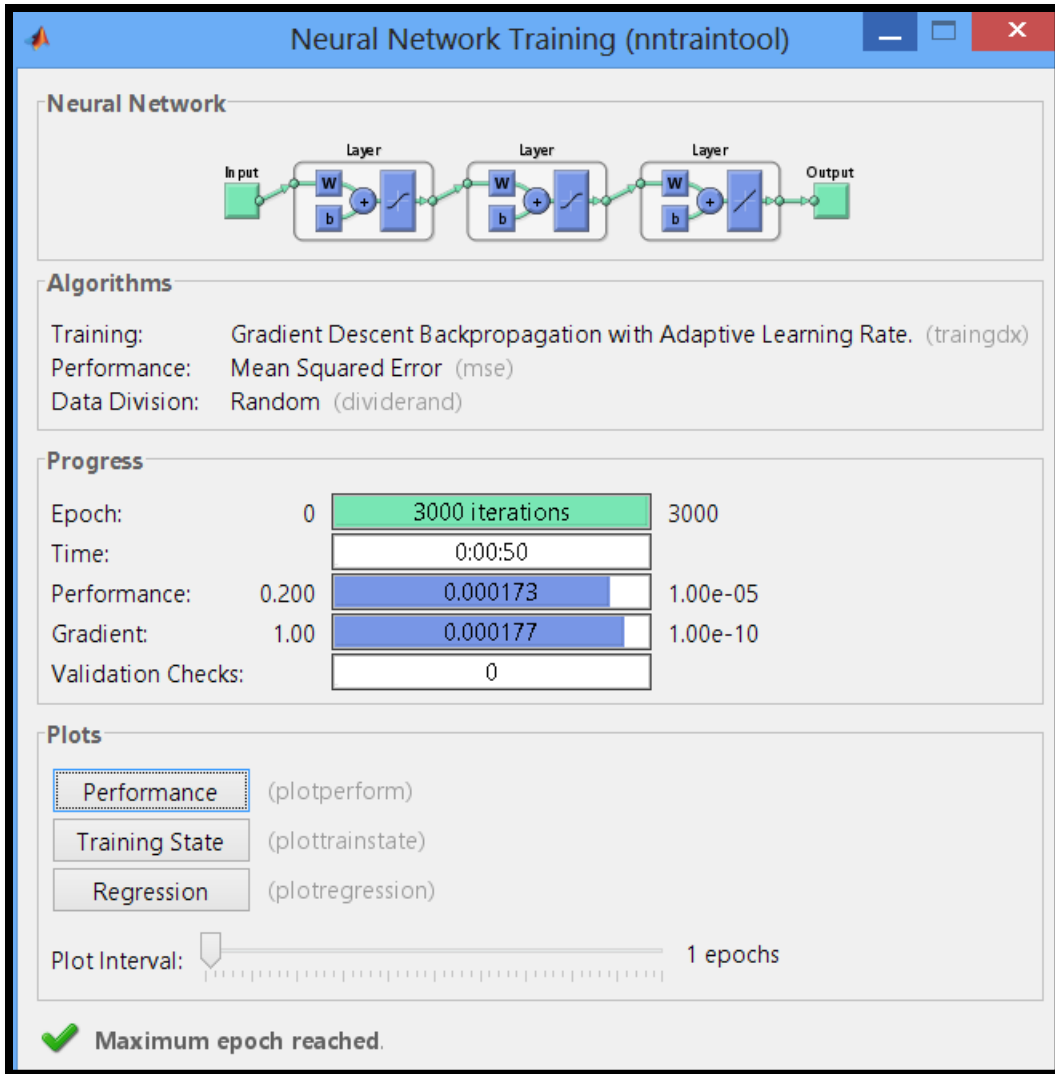 Neural Network Training (nntraintool)
Neural Network
Layer Layer Layer
Input Output
W W W
+ + +
b b b
Algorithms
Training: Gradient Descent Backpropagation with Adaptive Learning Rate. (traingdx)
Performance: Mean Squared Error (mse)
Data Division: Random (dividerand)
Progress
Epoch: 0 3000 iterations 3000
Time: 0:00:50
Performance: 0.200 0.000173 1.00e-05
Gradient: 1.00 0.000177 1.00e-10
Validation Checks: 0
Plots
Performance (plotperform)
Training State (plottrainstate)
Regression (plotregression)
Plot Interval: 1 epochs
Maximum epoch reached.